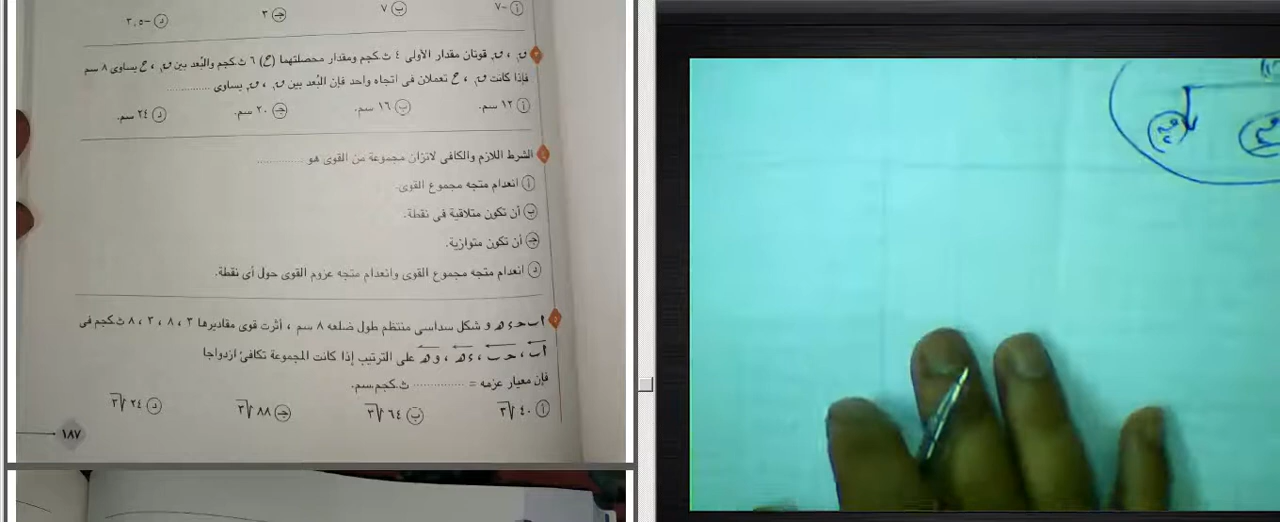 أ -٧ ب ٧ ج ٣ د -٣,٥
٣ ق١ ، ق٢ قوتان مقدار الأولى ٤ ث.كجم ومقدار محصلتهما (ح) ٦ ث.كجم والبُعد بين ق١ ، ح يساوى ٨ سم
فإذا كانت ق١ ، ح تعملان فى اتجاه واحد فإن البُعد بين ق١ ، ق٢ يساوى ..............
أ ١٢ سم. ب ١٦ سم. ج ٢٠ سم. د ٢٤ سم.
٤ الشرط اللازم والكافى لاتزان مجموعة من القوى هو ..............
أ انعدام متجه مجموع القوى.
ب أن تكون متلاقية فى نقطة.
ج أن تكون متوازية.
د انعدام متجه مجموع القوى وانعدام متجه عزوم القوى حول أى نقطة.
٥ أ ب حـ ء هـ و شكل سداسى منتظم طول ضلعه ٨ سم ، أثرت قوى مقاديرها ٣ ، ٨ ، ٣ ، ٨ ث.كجم فى
أب ، حـ ب ، ء هـ ، و هـ على الترتيب إذا كانت المجموعة تكافئ ازدواجا
فإن معيار عزمه = .............. ث.كجم.سم.
أ ٤٠√٣ ب ٦٤√٣ ج ٨٨√٣ د ٢٤√٣
١٨٧